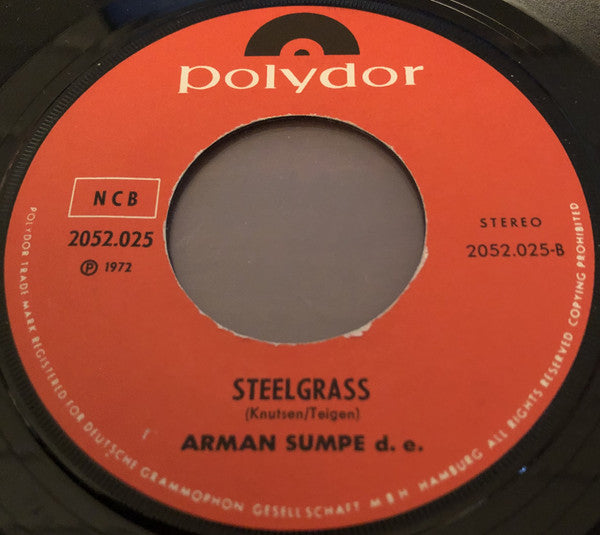 polydor
NCB
2052.025
℗ 1972
STEREO
2052.025-B
STEELGRASS
(Knutsen/Teigen)
ARMAN SUMPE d. e.
POLYDOR TRADE MARK REGISTERED FOR DEUTSCHE GRAMMOPHON GESELLSCHAFT MBH HAMBURG ALL RIGHTS RESERVED COPYING PROHIBITED